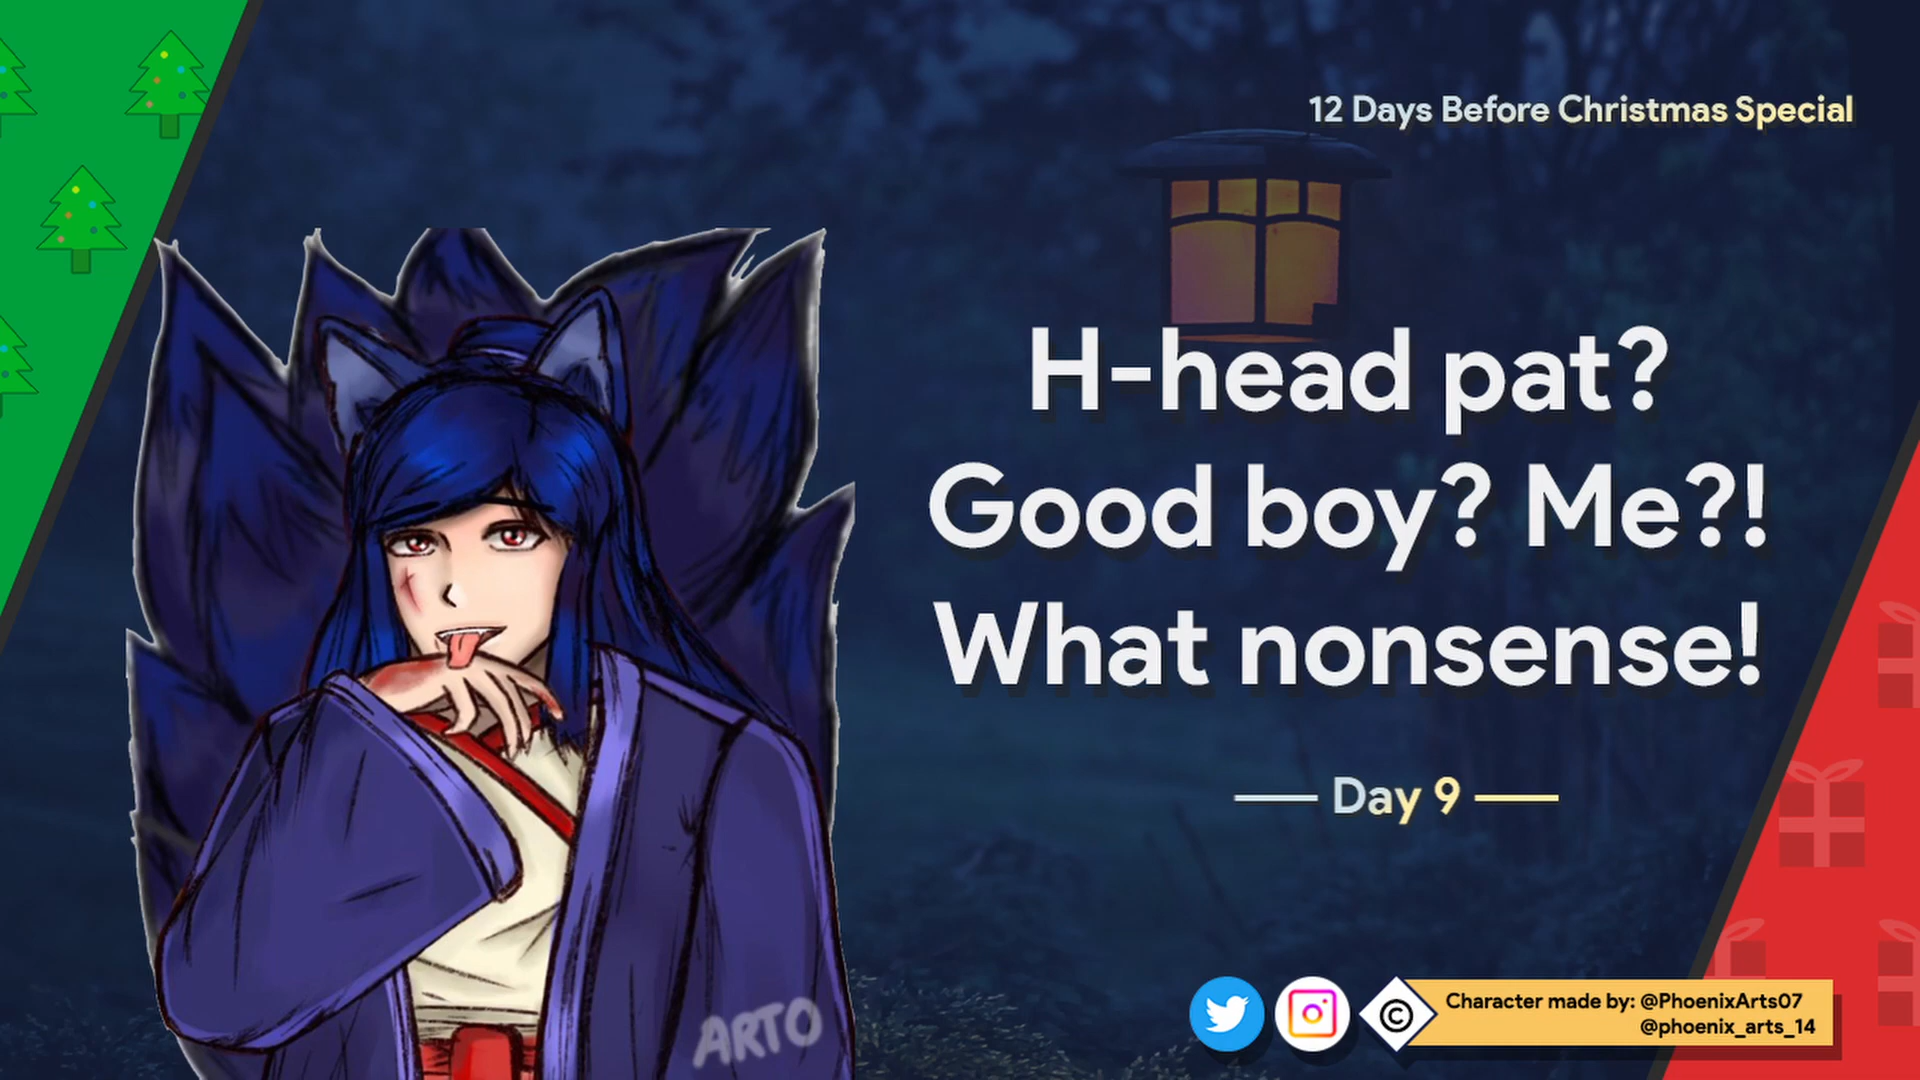 12 Days Before Christmas Special
H-head pat?
Good boy? Me?!
What nonsense!
Day 9
ARTO
©
Character made by: @PhoenixArts07
@phoenix_arts_14